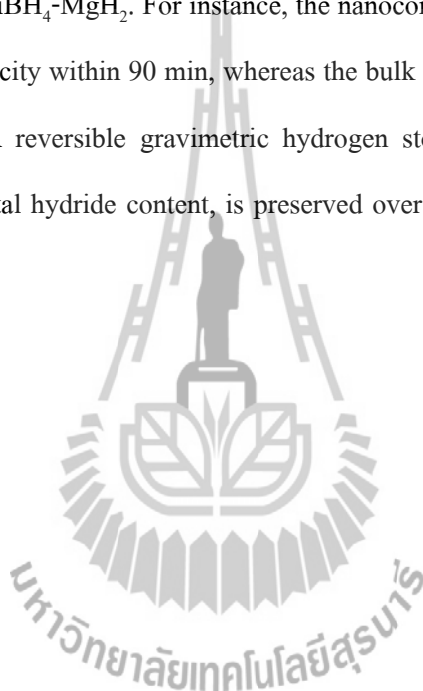 iBH₄-MgH₂. For instance, the nanocon
city within 90 min, whereas the bulk
reversible gravimetric hydrogen sto
tal hydride content, is preserved over
มหาวิทยาลัยเทคโนโลยีสุรนารี